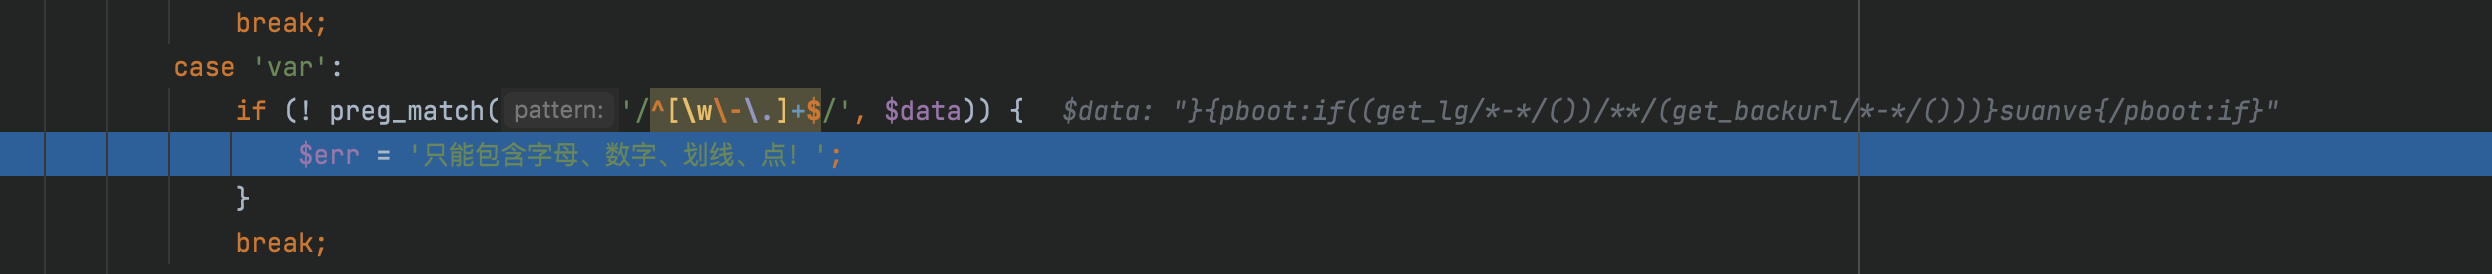 break;
case 'var':
if (! preg_match( pattern: '/^[\w\-\.]+$/', $data)) { $data: "}{pboot:if((get_lg/*-*/())/**/(get_backurl/*-*/()))}suanve{/pboot:if}"
$err = '只能包含字母、数字、划线、点!';
}
break;